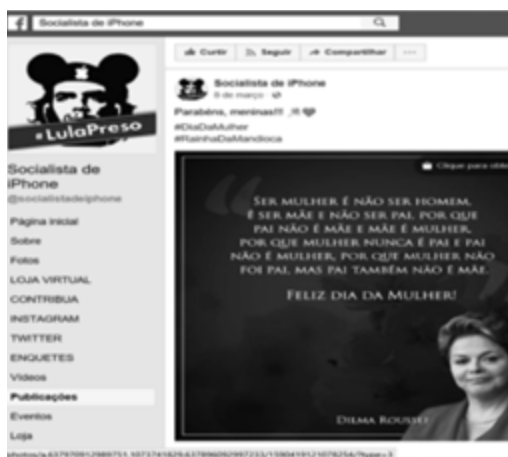 f Socialista de iPhone
Curtir Seguir Compartilhar ...
#LulaPreso
Socialista de iPhone
8 de março
Parabéns, meninas!!!
#DiaDaMulher
#RainhaDaMandioca
Clique para obte
Socialista de
iPhone
@socialistadeiphone
Página inicial
Sobre
Fotos
LOJA VIRTUAL
CONTRIBUA
INSTAGRAM
TWITTER
ENQUETES
Vídeos
Publicações
Eventos
Loja
SER MULHER É NÃO SER HOMEM,
É SER MÃE E NÃO SER PAI, POR QUE
PAI NÃO É MÃE E MÃE É MULHER,
POR QUE MULHER NUNCA É PAI E PAI
NÃO É MULHER, POR QUE MULHER NÃO
FOI PAI, MAS PAI TAMBÉM NÃO É MÃE.
FELIZ DIA DA MULHER!
DILMA ROUSSEF